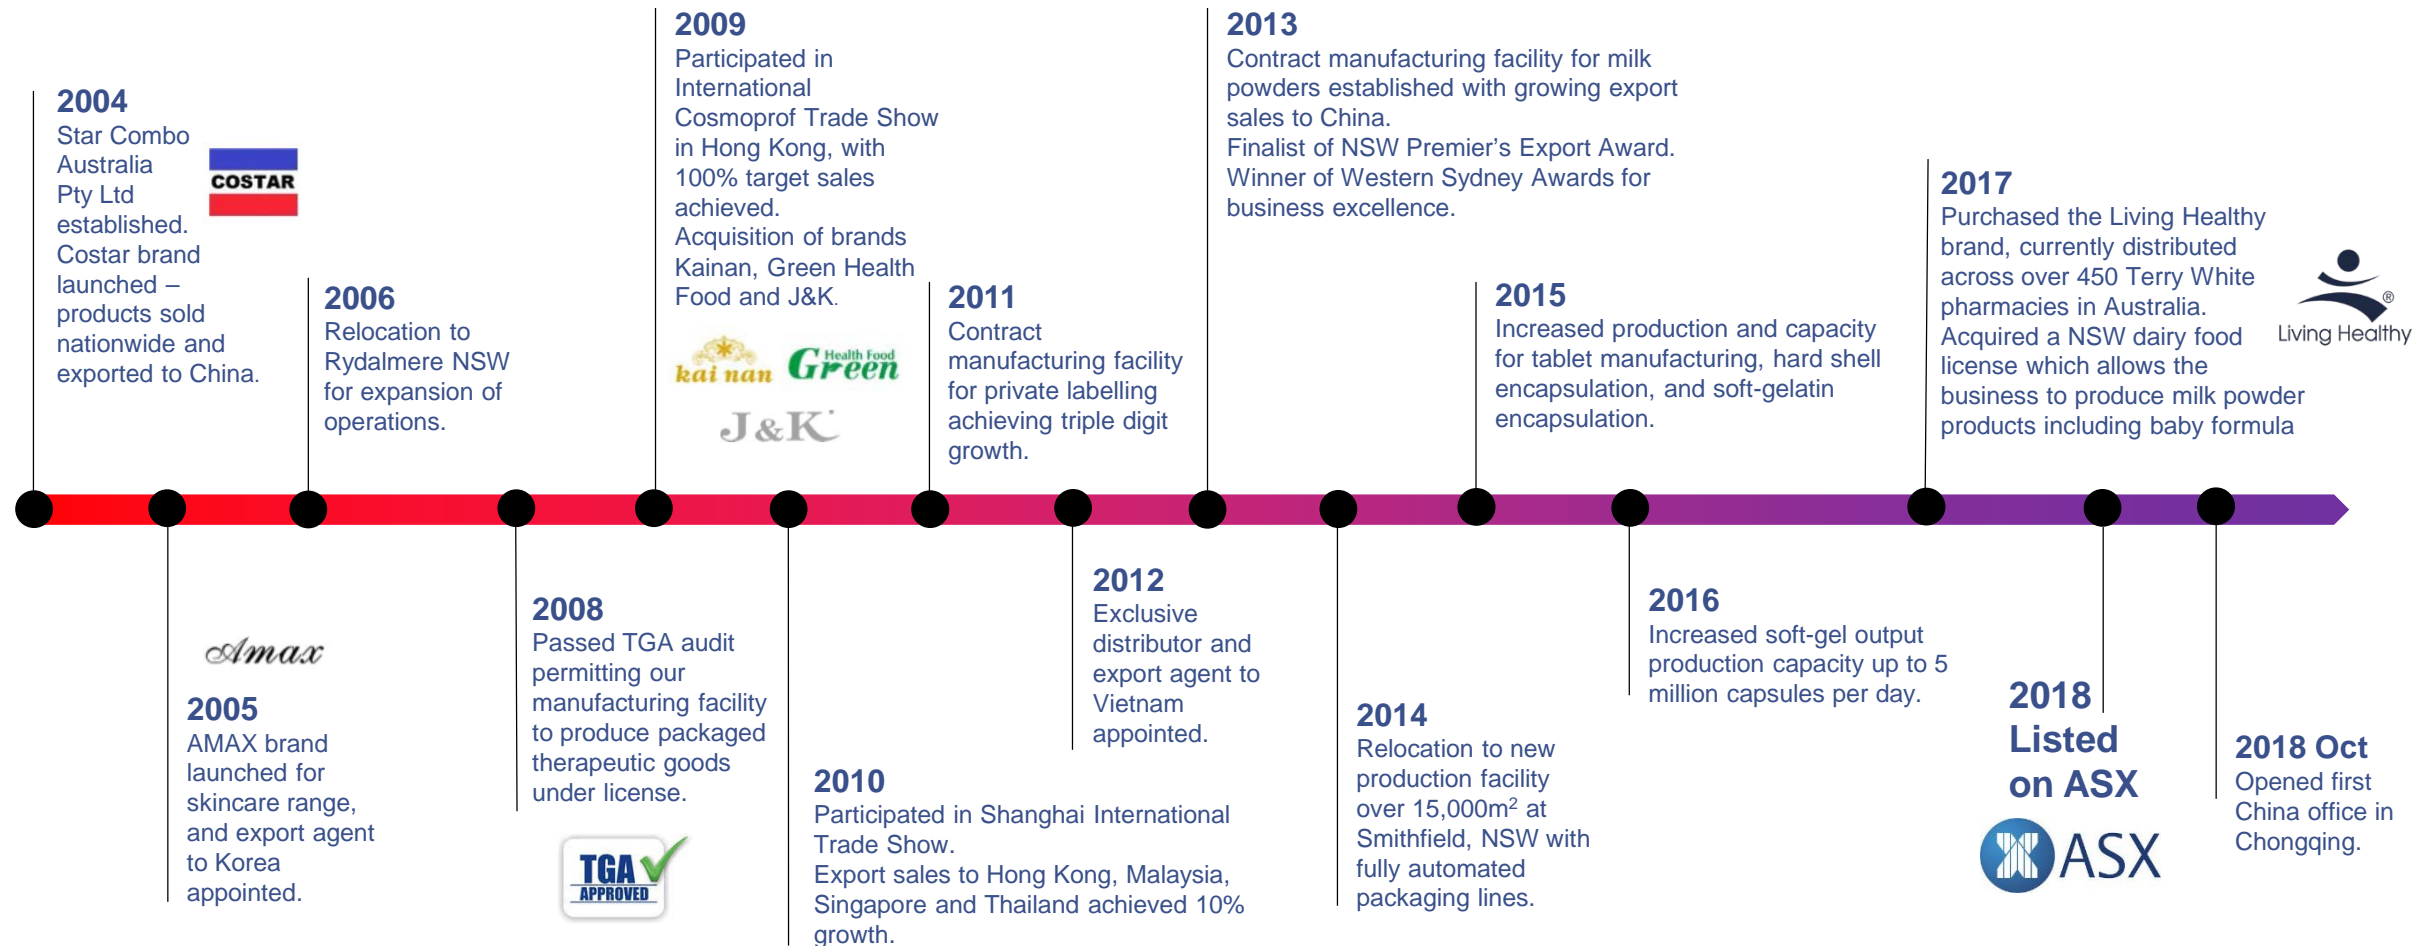 2004
Star Combo
Australia
Pty Ltd
established.
Costar brand
launched –
products sold
nationwide and
exported to China.
COSTAR
2005
AMAX brand
launched for
skincare range,
and export agent
to Korea
appointed.
Amax
2006
Relocation to
Rydalmere NSW
for expansion of
operations.
2008
Passed TGA audit
permitting our
manufacturing facility
to produce packaged
therapeutic goods
under license.
TGA
APPROVED
2009
Participated in
International
Cosmoprof Trade Show
in Hong Kong, with
100% target sales
achieved.
Acquisition of brands
Kainan, Green Health
Food and J&K.
kai nan
Health Food
Green
J&K
2010
Participated in Shanghai International
Trade Show.
Export sales to Hong Kong, Malaysia,
Singapore and Thailand achieved 10%
growth.
2011
Contract
manufacturing facility
for private labelling
achieving triple digit
growth.
2012
Exclusive
distributor and
export agent to
Vietnam
appointed.
2013
Contract manufacturing facility for milk
powders established with growing export
sales to China.
Finalist of NSW Premier’s Export Award.
Winner of Western Sydney Awards for
business excellence.
2014
Relocation to new
production facility
over 15,000m² at
Smithfield, NSW with
fully automated
packaging lines.
2015
Increased production and capacity
for tablet manufacturing, hard shell
encapsulation, and soft-gelatin
encapsulation.
2016
Increased soft-gel output
production capacity up to 5
million capsules per day.
2017
Purchased the Living Healthy
brand, currently distributed
across over 450 Terry White
pharmacies in Australia.
Acquired a NSW dairy food
license which allows the
business to produce milk powder
products including baby formula
®
Living Healthy
2018
Listed
on ASX
ASX
2018 Oct
Opened first
China office in
Chongqing.